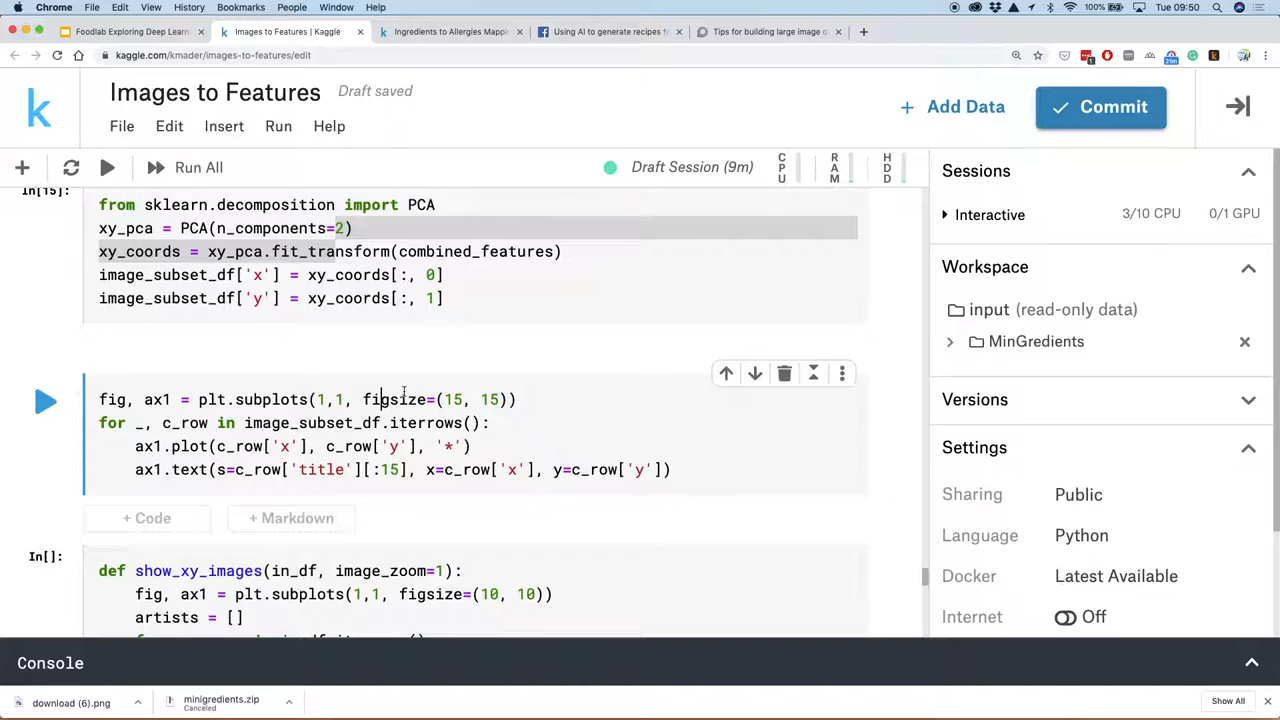 Chrome File Edit View History Bookmarks People Window Help 100% Tue 09:50
Foodlab Exploring Deep Learn Images to Features | Kaggle Ingredients to Allergies Mappi Using AI to generate recipes f Tips for building large image
kaggle.com/kmader/images-to-features/edit
k Images to Features Draft saved
+ Add Data Commit
File Edit Insert Run Help
Run All Draft Session (9m) CPU RAM HDD
In[15]:
from sklearn.decomposition import PCA
xy_pca = PCA(n_components=2)
xy_coords = xy_pca.fit_transform(combined_features)
image_subset_df['x'] = xy_coords[:, 0]
image_subset_df['y'] = xy_coords[:, 1]
fig, ax1 = plt.subplots(1,1, figsize=(15, 15))
for _, c_row in image_subset_df.iterrows():
ax1.plot(c_row['x'], c_row['y'], '*')
ax1.text(s=c_row['title'][:15], x=c_row['x'], y=c_row['y'])
+ Code + Markdown
In[]:
def show_xy_images(in_df, image_zoom=1):
fig, ax1 = plt.subplots(1,1, figsize=(10, 10))
artists = []
Sessions
Interactive 3/10 CPU 0/1 GPU
Workspace
input (read-only data)
MinGredients
Versions
Settings
Sharing Public
Language Python
Docker Latest Available
Internet Off
Console
download (6).png
minigredients.zip
Canceled
Show All